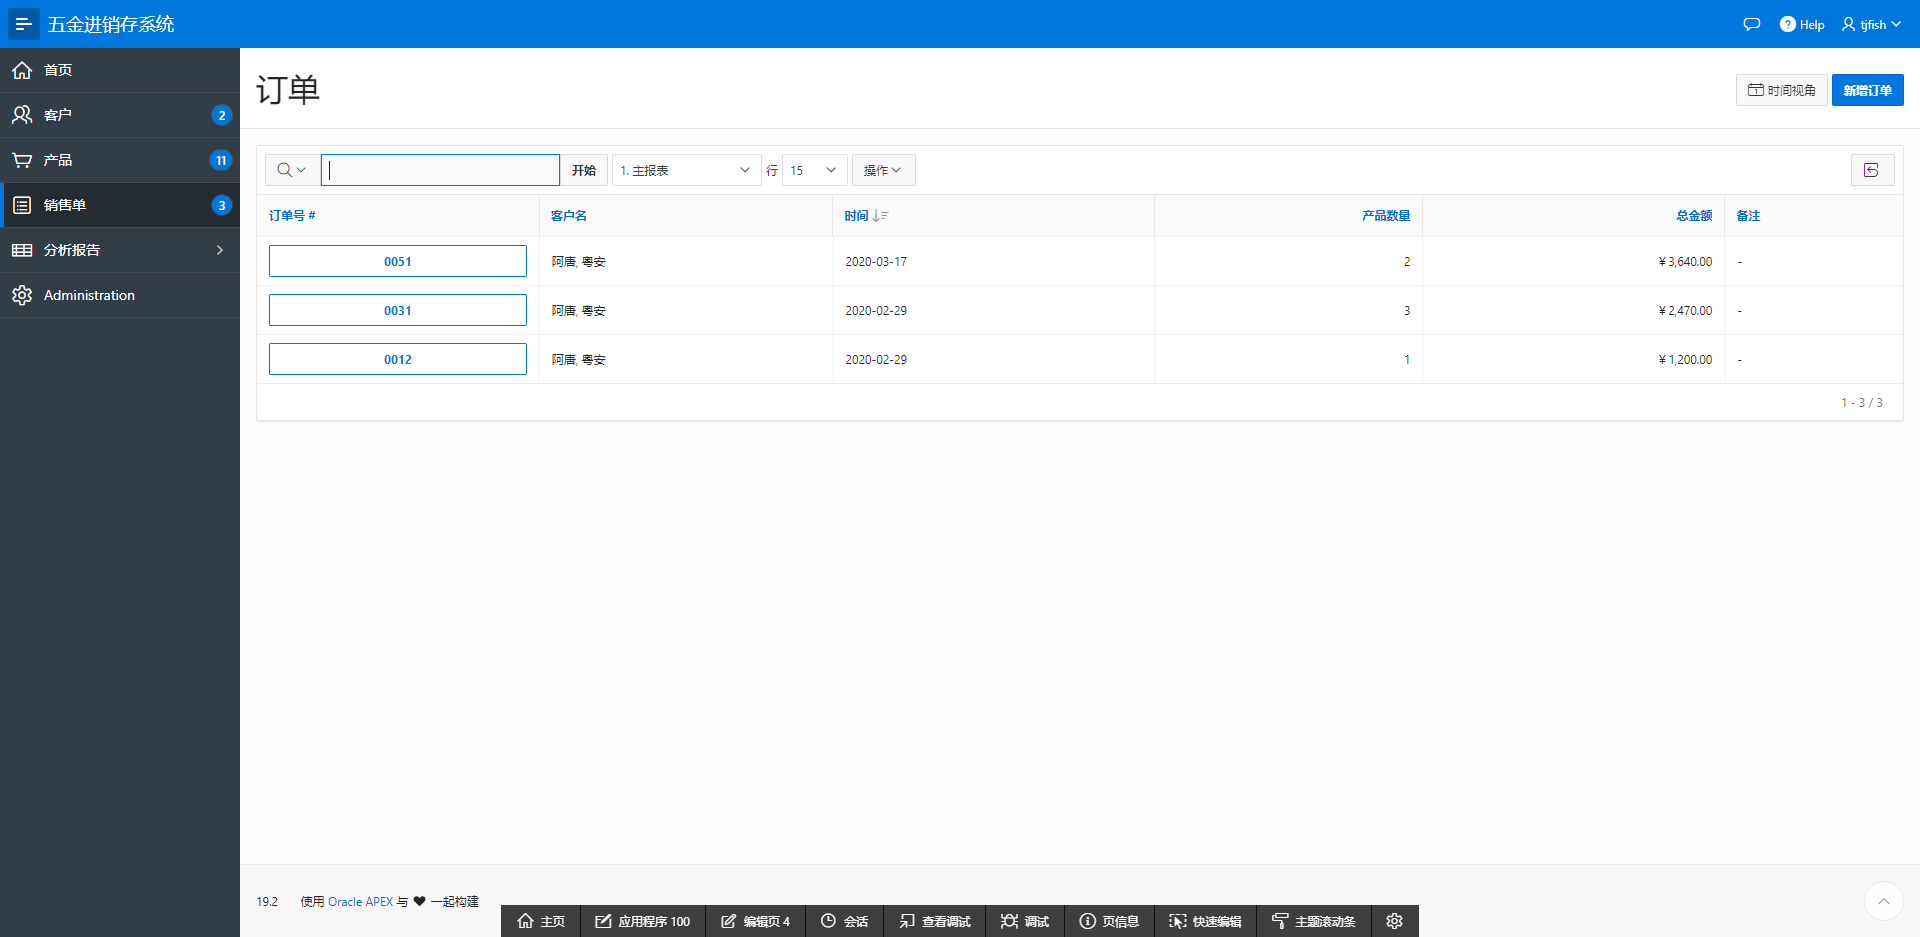 五金进销存系统
Help
tjfish
首页
客户 2
产品 11
销售单 3
分析报告
Administration
订单
时间视角
新增订单
开始
1. 主报表
行
15
操作
订单号 # 客户名 时间 产品数量 总金额 备注
0051 阿唐, 粤安 2020-03-17 2 ¥3,640.00 -
0031 阿唐, 粤安 2020-02-29 3 ¥2,470.00 -
0012 阿唐, 粤安 2020-02-29 1 ¥1,200.00 -
1 - 3 / 3
19.2 使用 Oracle APEX 与 ♥ 一起构建
主页 应用程序 100 编辑页 4 会话 查看调试 调试 页信息 快速编辑 主题滚动条